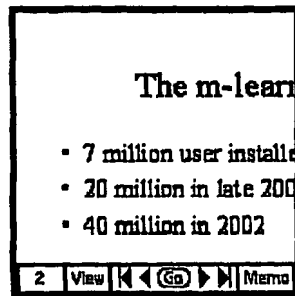 The m-learn
• 7 million user installe
• 20 million in late 200
• 40 million in 2002
2 View Go Memo